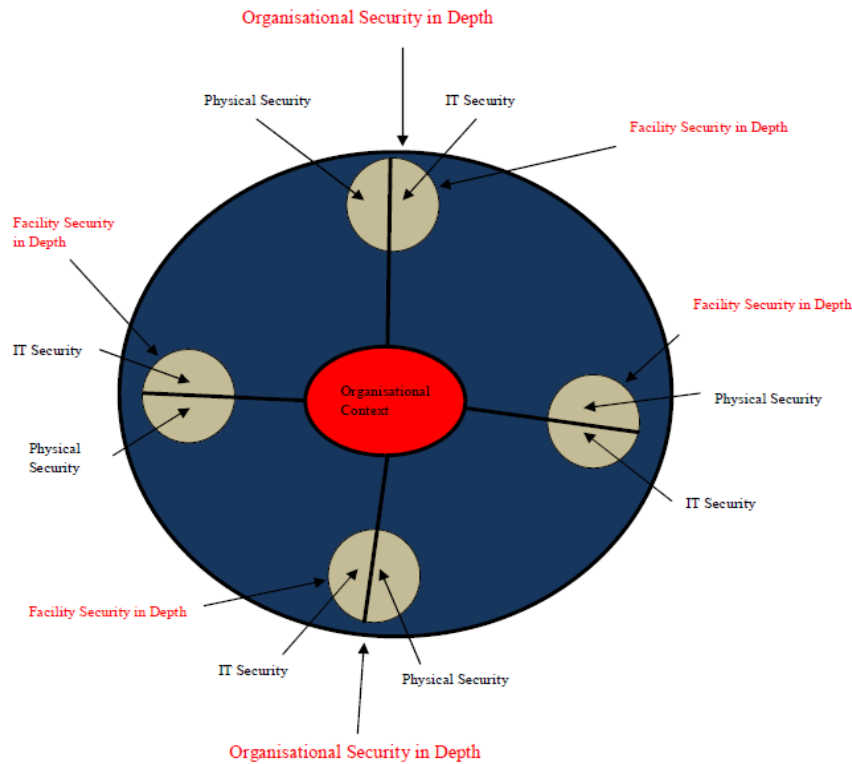 Organisational Security in Depth
Physical Security
IT Security
Facility Security in Depth
Facility Security
in Depth
Facility Security in Depth
IT Security
Organisational
Context
Physical Security
Physical
Security
IT Security
Facility Security in Depth
IT Security
Physical Security
Organisational Security in Depth